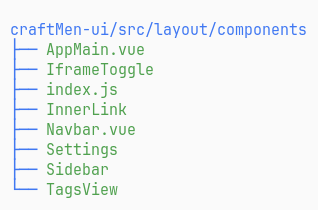 craftMen-ui/src/layout/components
├── AppMain.vue
├── IframeToggle
├── index.js
├── InnerLink
├── Navbar.vue
├── Settings
├── Sidebar
└── TagsView